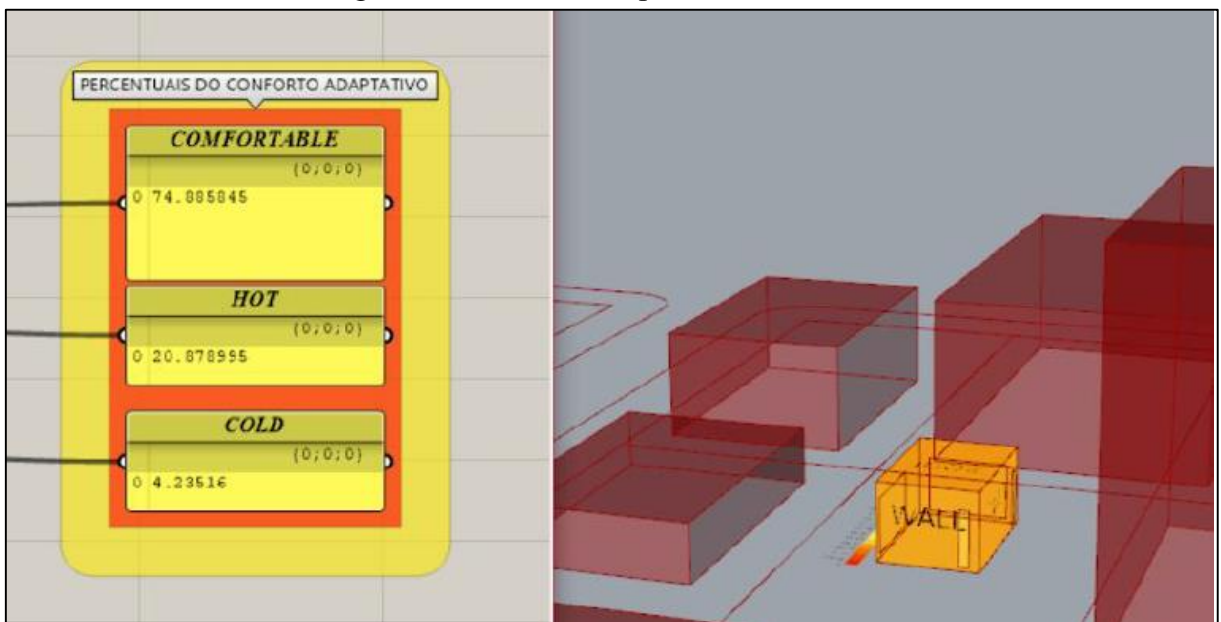 PERCENTUAIS DO CONFORTO ADAPTATIVO
COMFORTABLE
{0;0;0}
0 74.885845
HOT
{0;0;0}
0 20.878995
COLD
{0;0;0}
0 4.23516
WALL